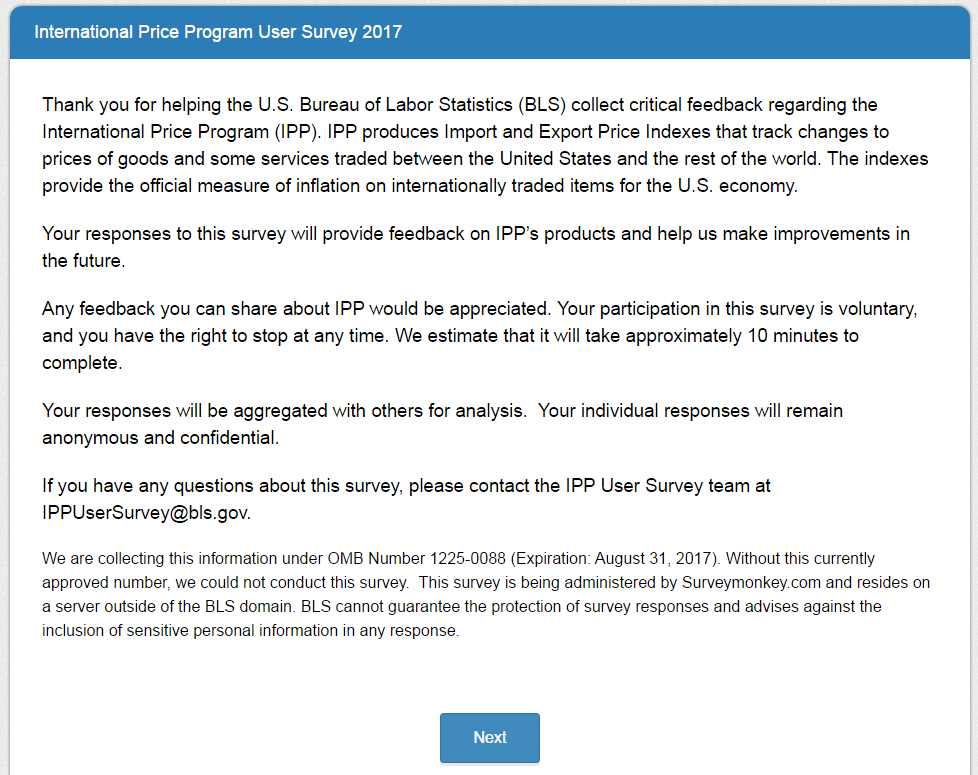 International Price Program User Survey 2017
Thank you for helping the U.S. Bureau of Labor Statistics (BLS) collect critical feedback regarding the
International Price Program (IPP). IPP produces Import and Export Price Indexes that track changes to
prices of goods and some services traded between the United States and the rest of the world. The indexes
provide the official measure of inflation on internationally traded items for the U.S. economy.
Your responses to this survey will provide feedback on IPP’s products and help us make improvements in
the future.
Any feedback you can share about IPP would be appreciated. Your participation in this survey is voluntary,
and you have the right to stop at any time. We estimate that it will take approximately 10 minutes to
complete.
Your responses will be aggregated with others for analysis.  Your individual responses will remain
anonymous and confidential.
If you have any questions about this survey, please contact the IPP User Survey team at
IPPUserSurvey@bls.gov.
We are collecting this information under OMB Number 1225-0088 (Expiration: August 31, 2017). Without this currently
approved number, we could not conduct this survey.  This survey is being administered by Surveymonkey.com and resides on
a server outside of the BLS domain. BLS cannot guarantee the protection of survey responses and advises against the
inclusion of sensitive personal information in any response.
Next